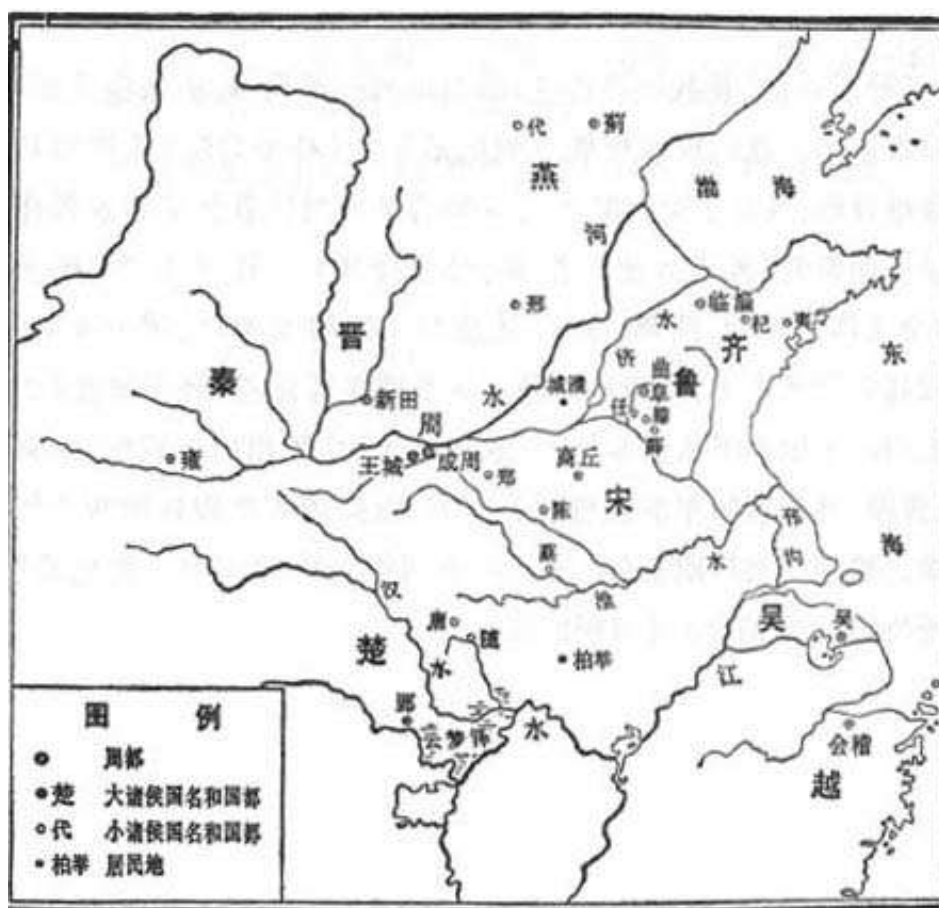 代
蓟
燕
渤海
河
水
邢
临淄
杞
夷
齐
济
水
晋
秦
鲁
东
海
城濮
曲阜
任
滕
薛
新田
周
雍
王城
成周
郑
商丘
宋
陈
蔡
邗沟
淮
水
汉
水
唐
随
楚
柏举
吴
吴
江
水
郢
云梦泽
会稽
越
图 例
周都
楚 大诸侯国名和国都
代 小诸侯国名和国都
柏举 居民地